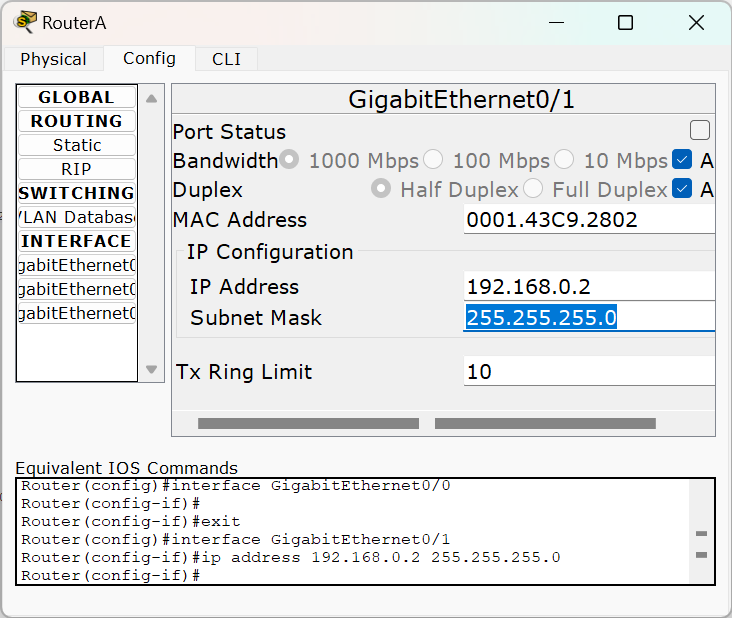 RouterA
Physical Config CLI
GLOBAL
ROUTING
Static
RIP
SWITCHING
VLAN Database
INTERFACE
gabitEthernet0
gabitEthernet0
gabitEthernet0
GigabitEthernet0/1
Port Status
Bandwidth 1000 Mbps 100 Mbps 10 Mbps A
Duplex Half Duplex Full Duplex A
MAC Address 0001.43C9.2802
IP Configuration
IP Address 192.168.0.2
Subnet Mask 255.255.255.0
Tx Ring Limit 10
Equivalent IOS Commands
Router(config)#interface GigabitEthernet0/0
Router(config-if)#
Router(config-if)#exit
Router(config)#interface GigabitEthernet0/1
Router(config-if)#ip address 192.168.0.2 255.255.255.0
Router(config-if)#